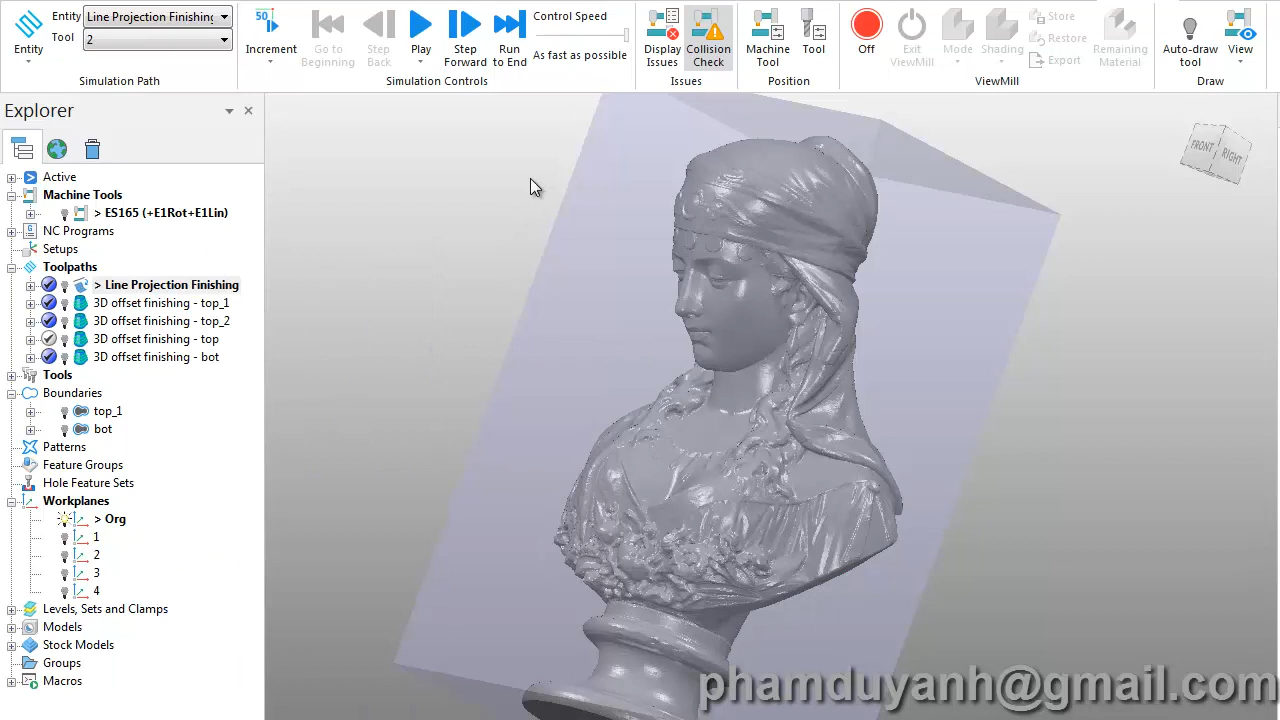 Entity Line Projection Finishing
Tool 2
Entity
Simulation Path
50
Increment
Go to Beginning
Step Back
Play
Step Forward
Run to End
Control Speed
As fast as possible
Simulation Controls
Display Issues
Collision Check
Issues
Machine Tool
Tool
Position
Off
Exit ViewMill
Mode
Shading
Store
Restore
Export
Remaining Material
ViewMill
Auto-draw tool
View
Draw
Explorer
Active
Machine Tools
> ES165 (+E1Rot+E1Lin)
NC Programs
Setups
Toolpaths
> Line Projection Finishing
3D offset finishing - top_1
3D offset finishing - top_2
3D offset finishing - top
3D offset finishing - bot
Tools
Boundaries
top_1
bot
Patterns
Feature Groups
Hole Feature Sets
Workplanes
> Org
1
2
3
4
Levels, Sets and Clamps
Models
Stock Models
Groups
Macros
FRONT
RIGHT
phamduyanh@gmail.com